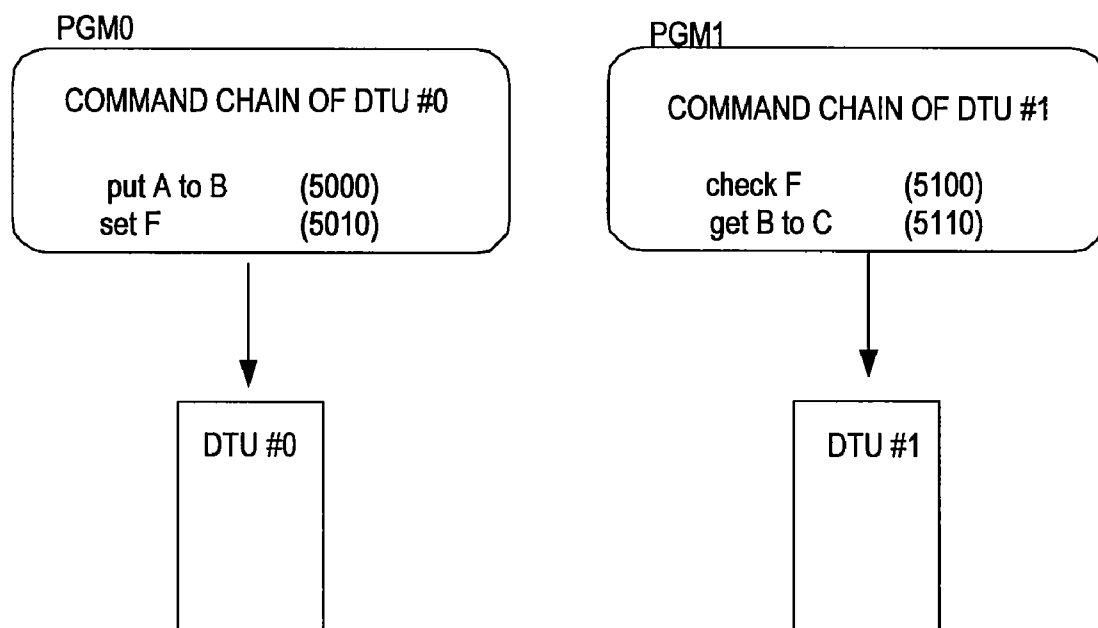 PGM0
COMMAND CHAIN OF DTU #0
put A to B (5000)
set F (5010)
DTU #0
PGM1
COMMAND CHAIN OF DTU #1
check F (5100)
get B to C (5110)
DTU #1